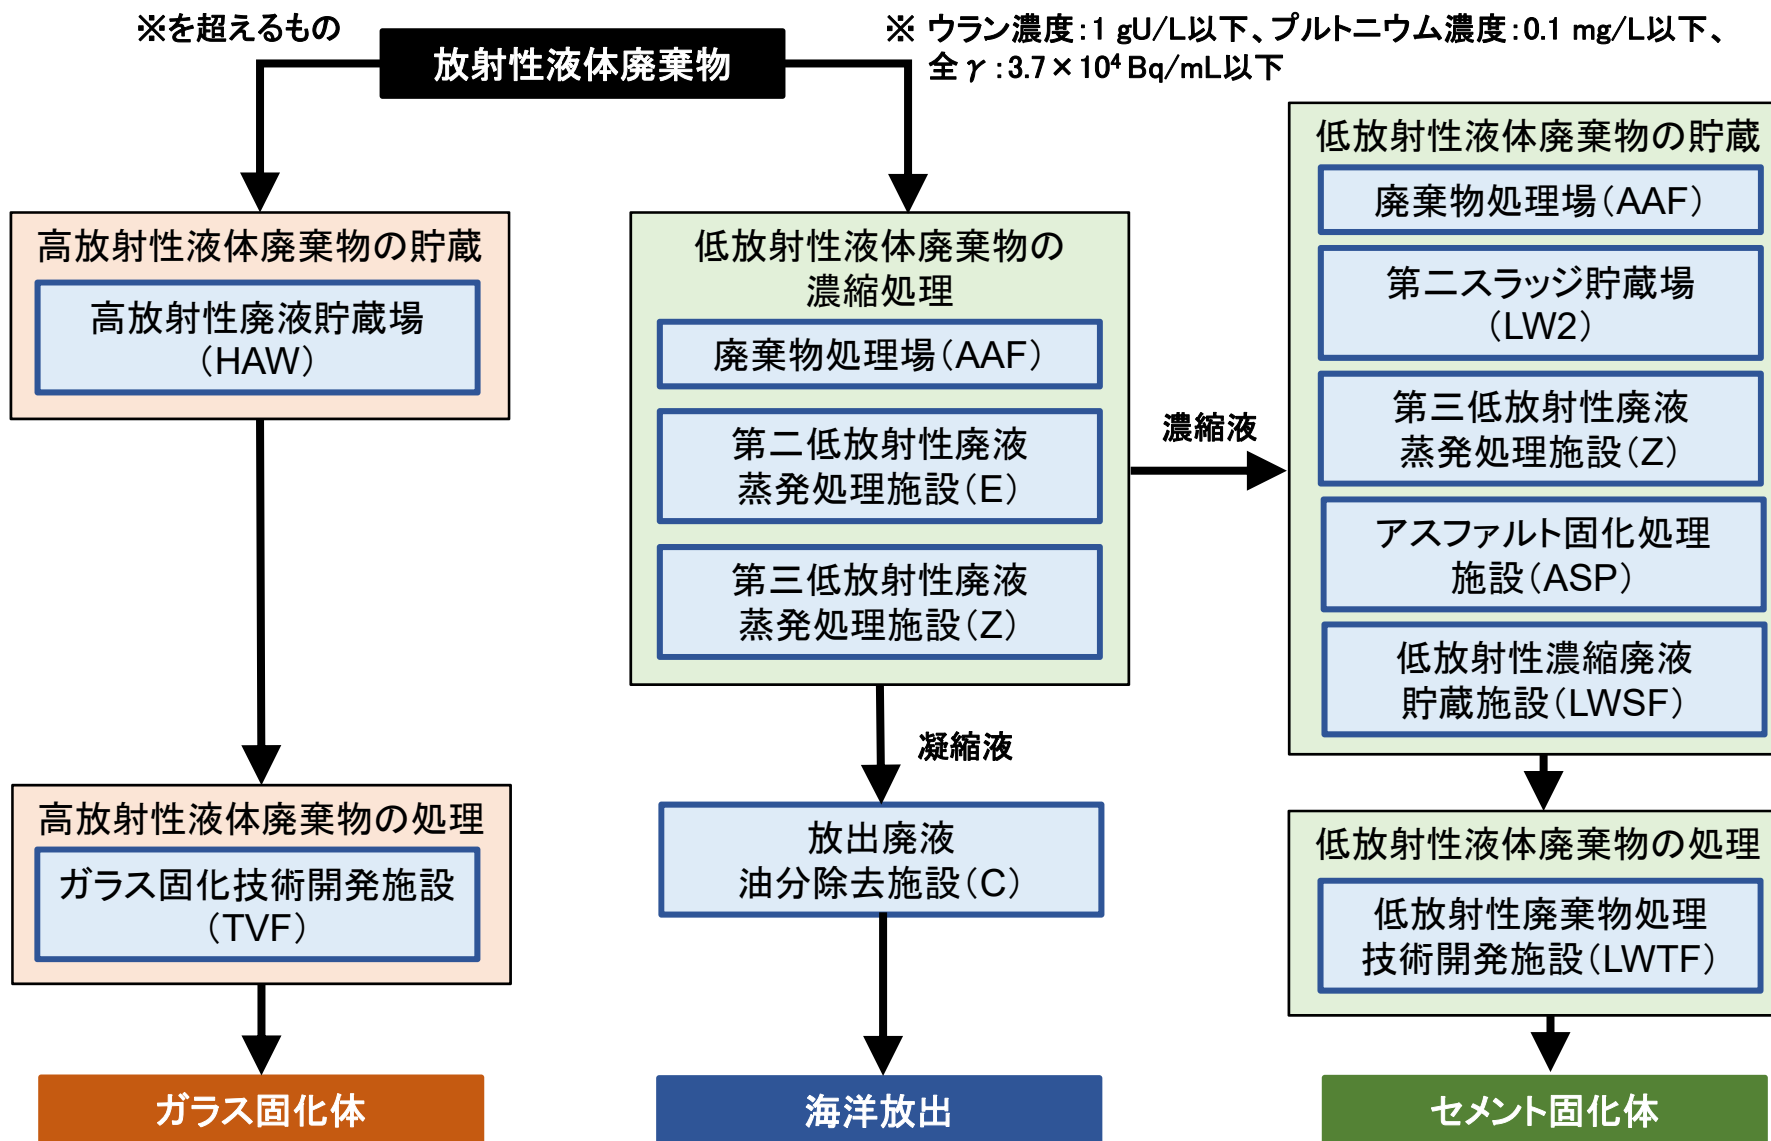 ※を超えるもの
放射性液体廃棄物
※ ウラン濃度：1 gU/L以下、プルトニウム濃度：0.1 mg/L以下、
全γ：3.7×10⁴ Bq/mL以下
高放射性液体廃棄物の貯蔵
高放射性廃液貯蔵場
（HAW）
高放射性液体廃棄物の処理
ガラス固化技術開発施設
（TVF）
ガラス固化体
低放射性液体廃棄物の
濃縮処理
廃棄物処理場（AAF）
第二低放射性廃液
蒸発処理施設（E）
第三低放射性廃液
蒸発処理施設（Z）
凝縮液
放出廃液
油分除去施設（C）
海洋放出
濃縮液
低放射性液体廃棄物の貯蔵
廃棄物処理場（AAF）
第二スラッジ貯蔵場
（LW2）
第三低放射性廃液
蒸発処理施設（Z）
アスファルト固化処理
施設（ASP）
低放射性濃縮廃液
貯蔵施設（LWSF）
低放射性液体廃棄物の処理
低放射性廃棄物処理
技術開発施設（LWTF）
セメント固化体